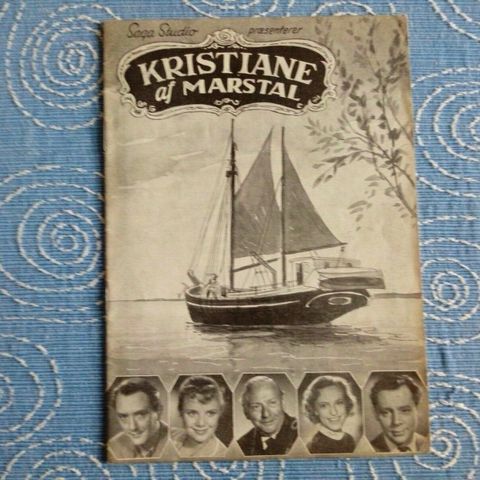 Saga Studio præsenterer
KRISTIANE
af MARSTAL